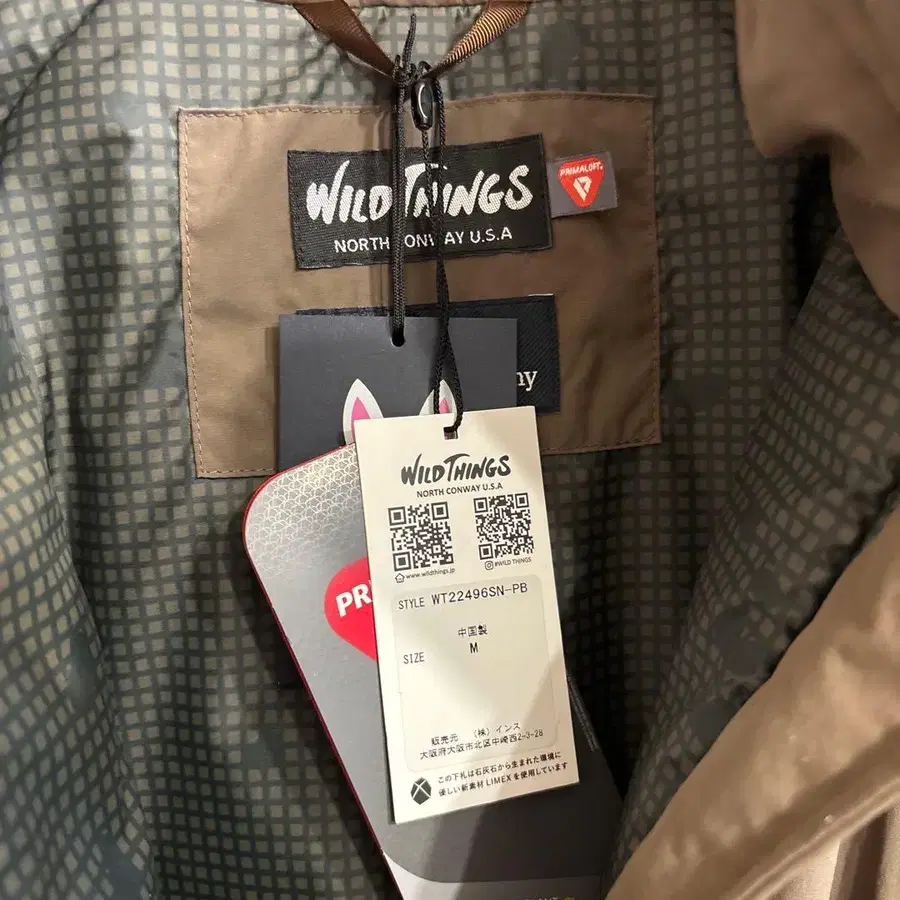 WILD THINGS
NORTH CONWAY U.S.A
PRIMALOFT®
ny
WILD THINGS
NORTH CONWAY U.S.A
www.wildthings.jp
#WILD THINGS
STYLE WT22496SN-PB
中国製
SIZE M
販売元 (株)インス
大阪府大阪市北区中崎西2-3-28
この下札は石灰石から生まれた環境に
優しい新素材 LIMEX を使用しています
PRI